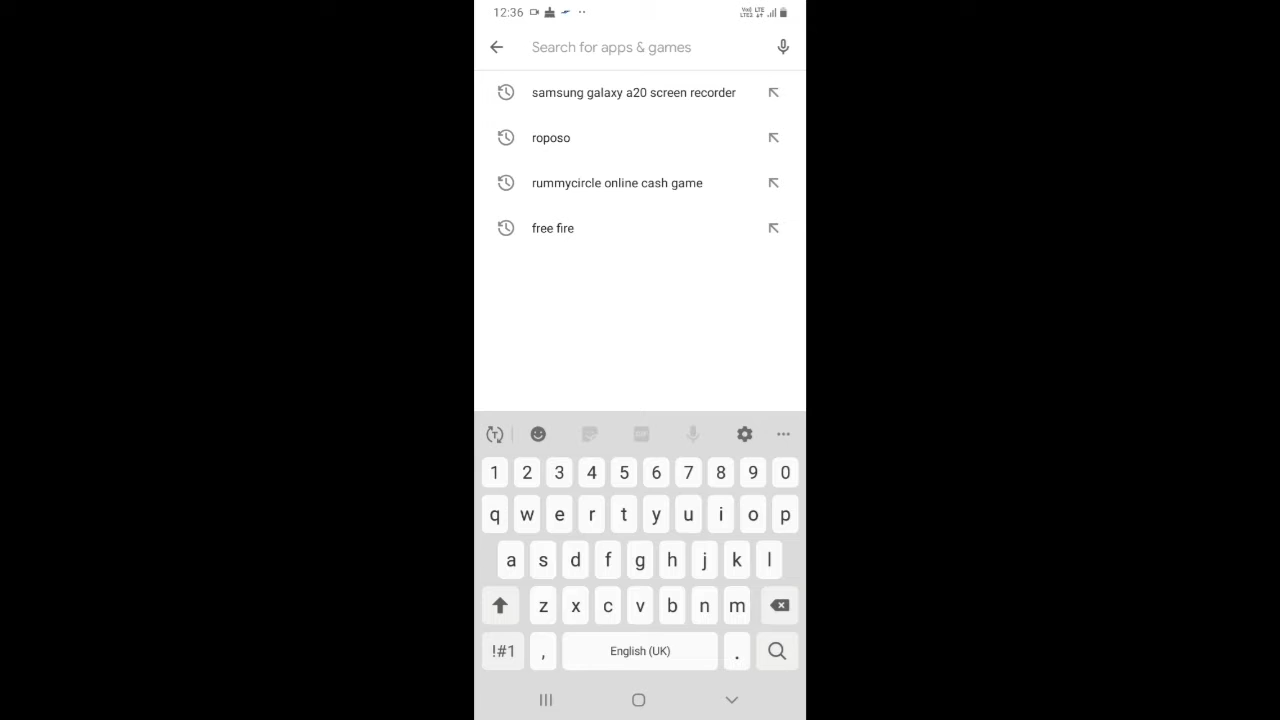 12:36
Search for apps & games
samsung galaxy a20 screen recorder
roposo
rummycircle online cash game
free fire
1 2 3 4 5 6 7 8 9 0
q w e r t y u i o p
a s d f g h j k l
z x c v b n m
!#1 , English (UK) .